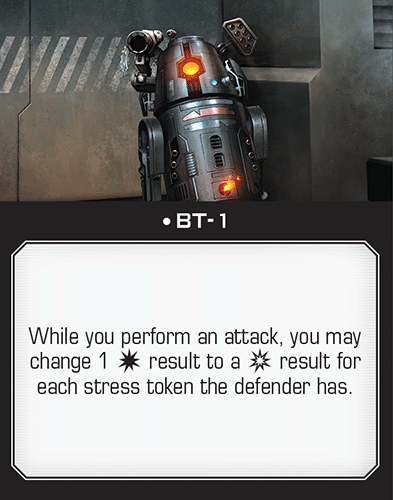 • BT-1
While you perform an attack, you may
change 1 result to a result for
each stress token the defender has.